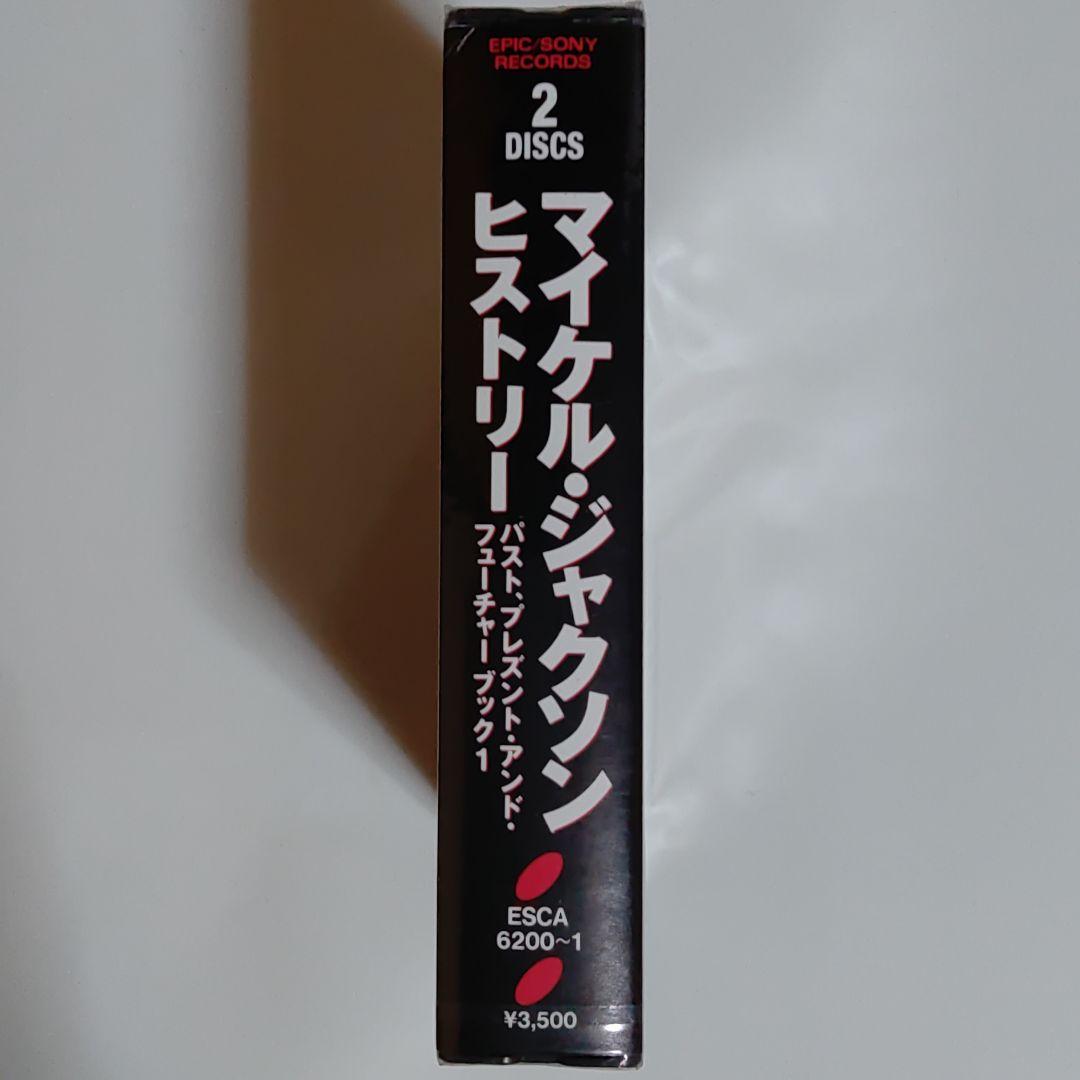 EPIC/SONY
RECORDS
2
DISCS
マイケル・ジャクソン
ヒストリー
パスト、プレズント・アンド・
フューチャー ブック1
ESCA
6200~1
¥3,500